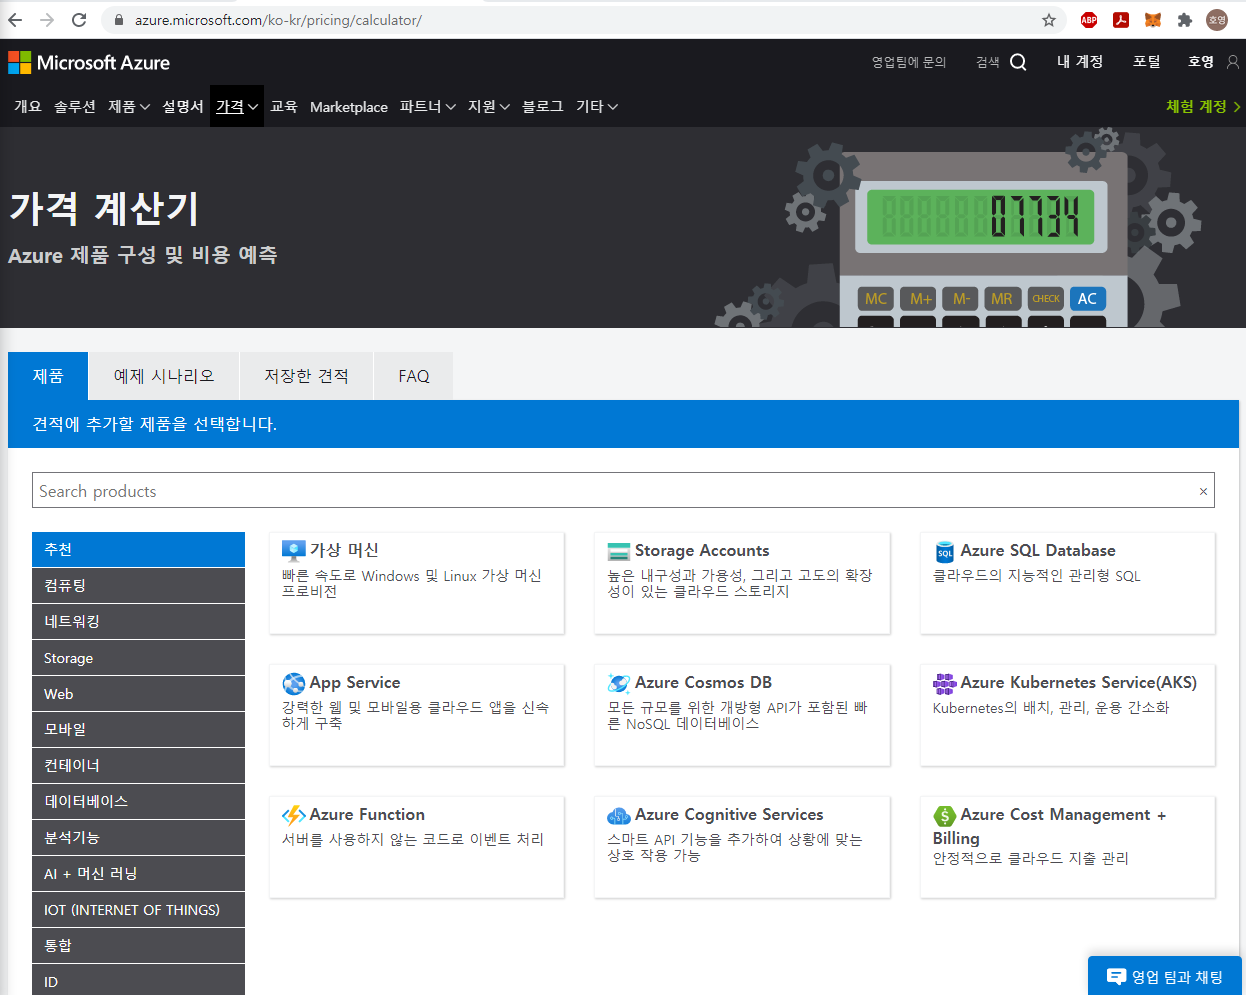 azure.microsoft.com/ko-kr/pricing/calculator/
ABP
호영
Microsoft Azure
영업팀에 문의
검색
내 계정
포털
호영
개요 솔루션 제품 설명서 가격 교육 Marketplace 파트너 지원 블로그 기타
체험 계정
가격 계산기
Azure 제품 구성 및 비용 예측
07734
MC M+ M- MR CHECK AC
제품 예제 시나리오 저장한 견적 FAQ
견적에 추가할 제품을 선택합니다.
Search products
×
추천
컴퓨팅
네트워킹
Storage
Web
모바일
컨테이너
데이터베이스
분석기능
AI + 머신 러닝
IOT (INTERNET OF THINGS)
통합
ID
가상 머신
빠른 속도로 Windows 및 Linux 가상 머신
프로비전
Storage Accounts
높은 내구성과 가용성, 그리고 고도의 확장
성이 있는 클라우드 스토리지
SQL
Azure SQL Database
클라우드의 지능적인 관리형 SQL
App Service
강력한 웹 및 모바일용 클라우드 앱을 신속
하게 구축
Azure Cosmos DB
모든 규모를 위한 개방형 API가 포함된 빠
른 NoSQL 데이터베이스
Azure Kubernetes Service(AKS)
Kubernetes의 배치, 관리, 운용 간소화
Azure Function
서버를 사용하지 않는 코드로 이벤트 처리
Azure Cognitive Services
스마트 API 기능을 추가하여 상황에 맞는
상호 작용 가능
$
Azure Cost Management +
Billing
안정적으로 클라우드 지출 관리
영업 팀과 채팅